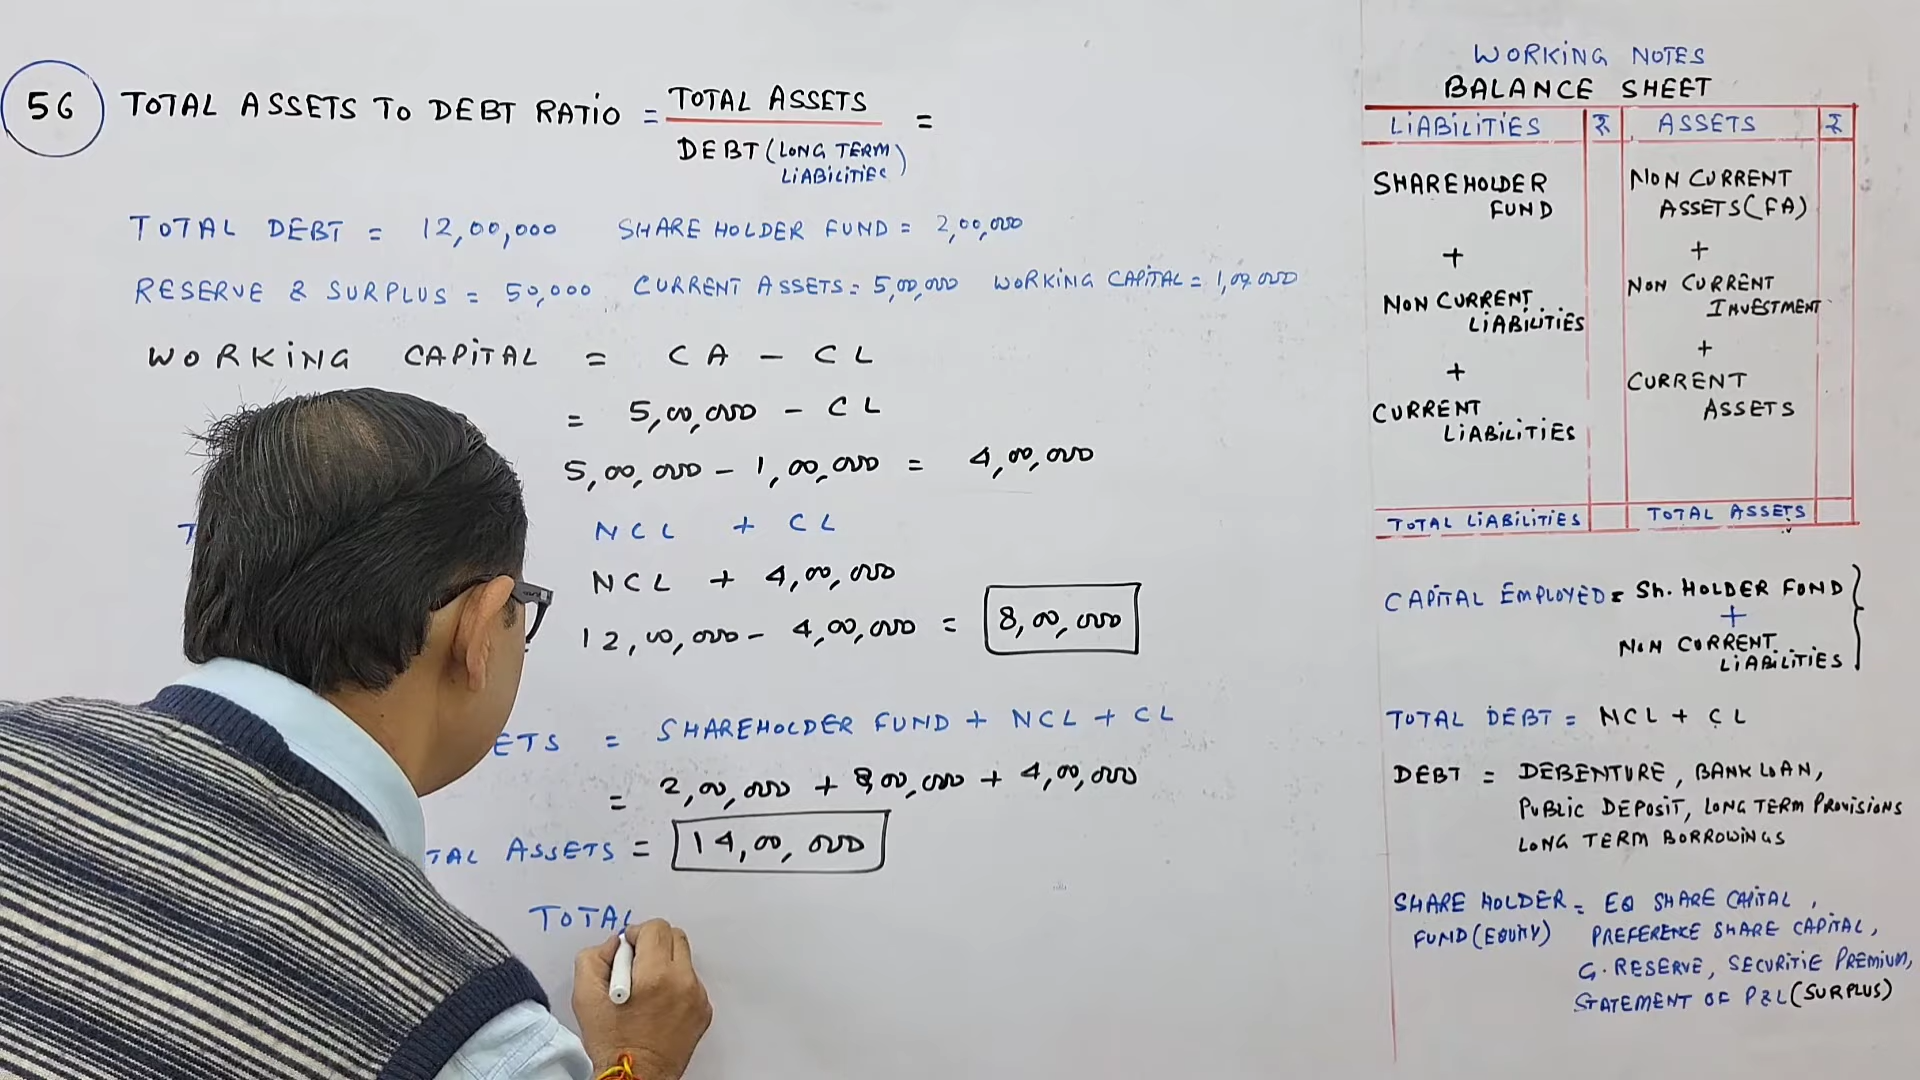 56 TOTAL ASSETS TO DEBT RATIO = TOTAL ASSETS =
DEBT (LONG TERM
LIABILITIES)
TOTAL DEBT = 12,00,000 SHARE HOLDER FUND = 2,00,000
RESERVE & SURPLUS = 50,000 CURRENT ASSETS = 5,00,000 WORKING CAPITAL = 1,00,000
WORKING CAPITAL = CA - CL
= 5,00,000 - CL
5,00,000 - 1,00,000 = 4,00,000
NCL + CL
NCL + 4,00,000
12,00,000 - 4,00,000 = 8,00,000
ETS = SHAREHOLDER FUND + NCL + CL
= 2,00,000 + 8,00,000 + 4,00,000
TAL ASSETS = 14,00,000
TOTAL
WORKING NOTES
BALANCE SHEET
LIABILITIES ₹ ASSETS ₹
SHAREHOLDER
FUND
+
NON CURRENT
LIABILITIES
+
CURRENT
LIABILITIES
TOTAL LIABILITIES
NON CURRENT
ASSETS (FA)
+
NON CURRENT
INVESTMENT
+
CURRENT
ASSETS
TOTAL ASSETS
CAPITAL EMPLOYED = SH. HOLDER FOND
+
NON CURRENT
LIABILITIES
TOTAL DEBT = NCL + CL
DEBT = DEBENTURE, BANK LOAN,
PUBLIC DEPOSIT, LONG TERM PROVISIONS
LONG TERM BORROWINGS
SHARE HOLDER = EQ SHARE CAPITAL,
FUND (EQUITY) PREFERENCE SHARE CAPITAL,
G. RESERVE, SECURITIE PREMIUM,
STATEMENT OF P&L (SURPLUS)